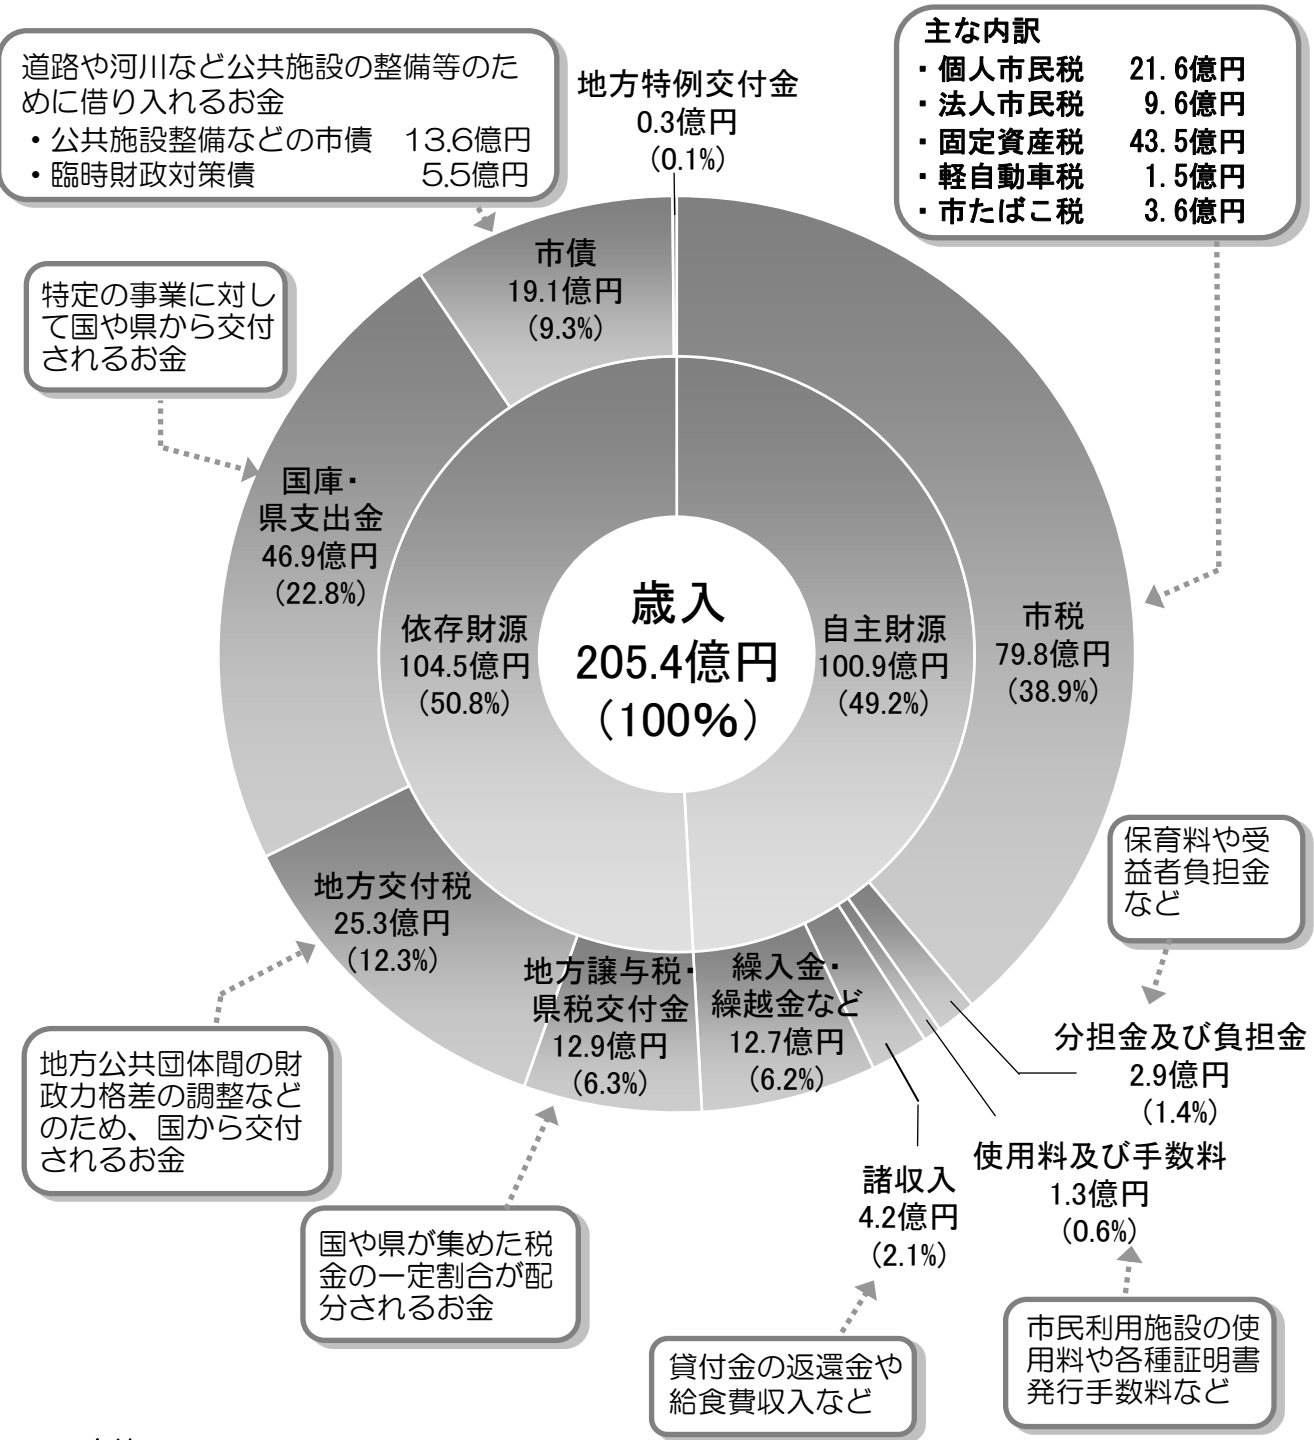 道路や河川など公共施設の整備等のた
めに借り入れるお金
・公共施設整備などの市債 13.6億円
・臨時財政対策債 5.5億円
地方特例交付金
0.3億円
(0.1%)
主な内訳
・個人市民税 21.6億円
・法人市民税 9.6億円
・固定資産税 43.5億円
・軽自動車税 1.5億円
・市たばこ税 3.6億円
市債
19.1億円
(9.3%)
特定の事業に対し
て国や県から交付
されるお金
国庫・
県支出金
46.9億円
(22.8%)
依存財源
104.5億円
(50.8%)
歳入
205.4億円
(100%)
自主財源
100.9億円
(49.2%)
市税
79.8億円
(38.9%)
保育料や受
益者負担金
など
地方交付税
25.3億円
(12.3%)
地方譲与税・
県税交付金
12.9億円
(6.3%)
繰入金・
繰越金など
12.7億円
(6.2%)
分担金及び負担金
2.9億円
(1.4%)
地方公共団体間の財
政力格差の調整など
のため、国から交付
されるお金
使用料及び手数料
1.3億円
(0.6%)
諸収入
4.2億円
(2.1%)
国や県が集めた税
金の一定割合が配
分されるお金
貸付金の返還金や
給食費収入など
市民利用施設の使
用料や各種証明書
発行手数料など